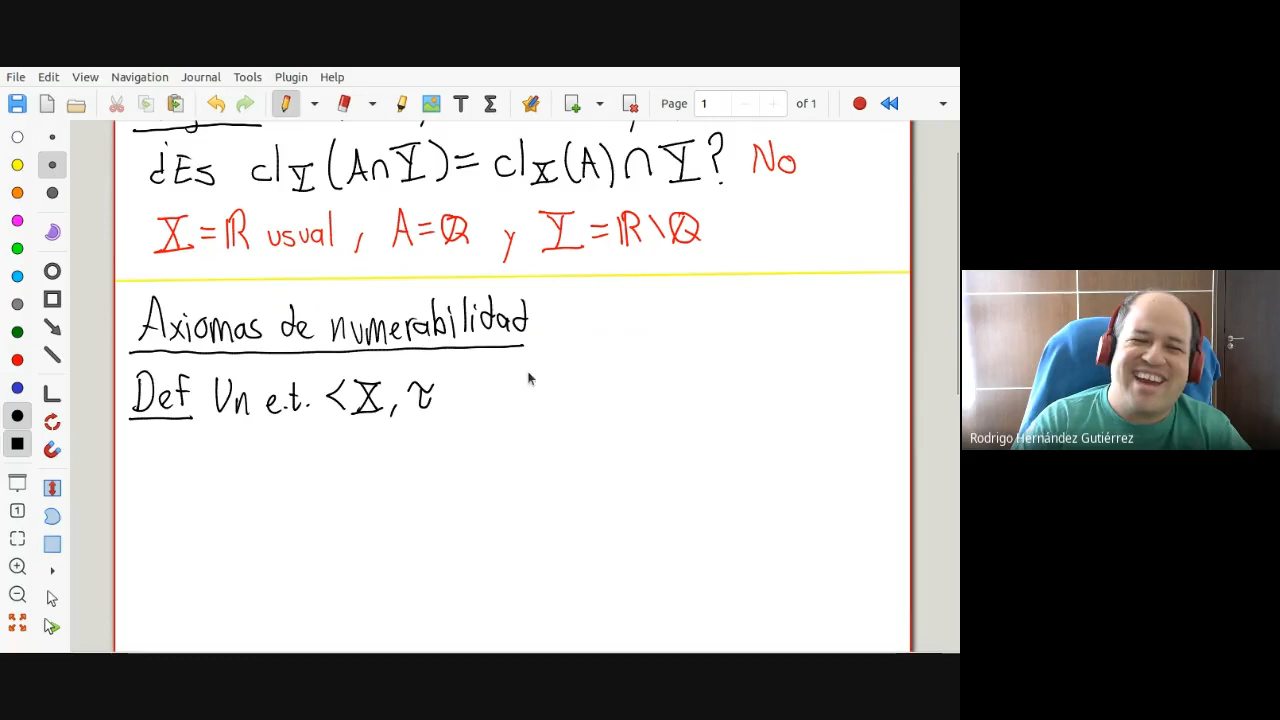 File Edit View Navigation Journal Tools Plugin Help
Page 1 of 1
¿Es cl_Y(A∩Y)=cl_X(A)∩Y? No
X=ℝ usual, A=ℚ y Y=ℝ\ℚ
Axiomas de numerabilidad
Def Un e.t. <X, τ
Rodrigo Hernández Gutiérrez